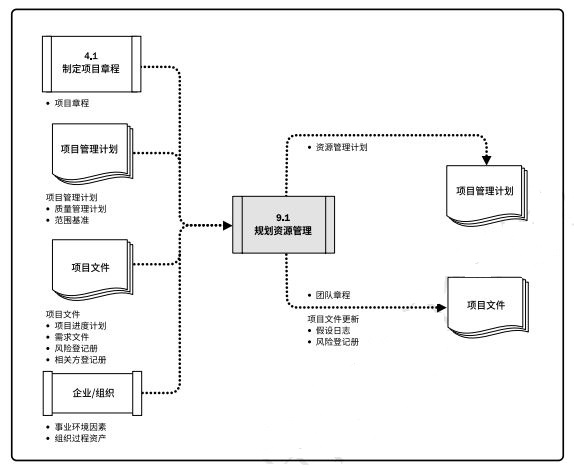 4.1
制定项目章程
• 项目章程
项目管理计划
项目管理计划
• 质量管理计划
• 范围基准
项目文件
项目文件
• 项目进度计划
• 需求文件
• 风险登记册
• 相关方登记册
企业/组织
• 事业环境因素
• 组织过程资产
9.1
规划资源管理
• 资源管理计划
项目管理计划
• 团队章程
项目文件更新
• 假设日志
• 风险登记册
项目文件